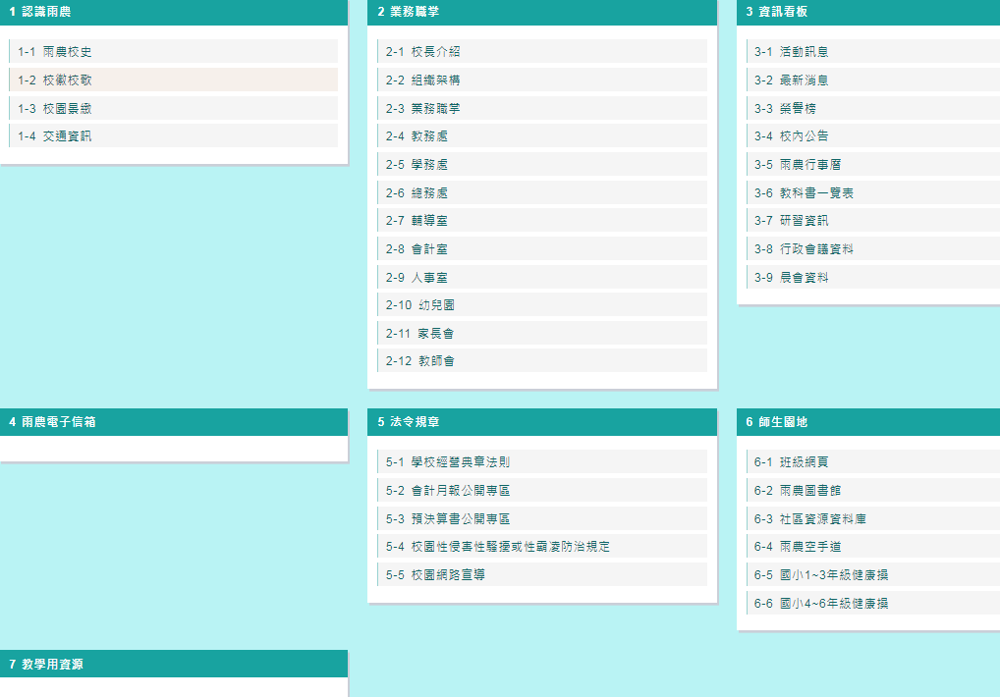 1 認識雨農
1-1 雨農校史
1-2 校徽校歌
1-3 校園景緻
1-4 交通資訊
2 業務職掌
2-1 校長介紹
2-2 組織架構
2-3 業務職掌
2-4 教務處
2-5 學務處
2-6 總務處
2-7 輔導室
2-8 會計室
2-9 人事室
2-10 幼兒園
2-11 家長會
2-12 教師會
3 資訊看板
3-1 活動訊息
3-2 最新消息
3-3 榮譽榜
3-4 校內公告
3-5 雨農行事曆
3-6 教科書一覽表
3-7 研習資訊
3-8 行政會議資料
3-9 晨會資料
4 雨農電子信箱
5 法令規章
5-1 學校經營典章法則
5-2 會計月報公開專區
5-3 預決算書公開專區
5-4 校園性侵害性騷擾或性霸凌防治規定
5-5 校園網路宣導
6 師生園地
6-1 班級網頁
6-2 雨農圖書館
6-3 社區資源資料庫
6-4 雨農空手道
6-5 國小1~3年級健康操
6-6 國小4~6年級健康操
7 教學用資源